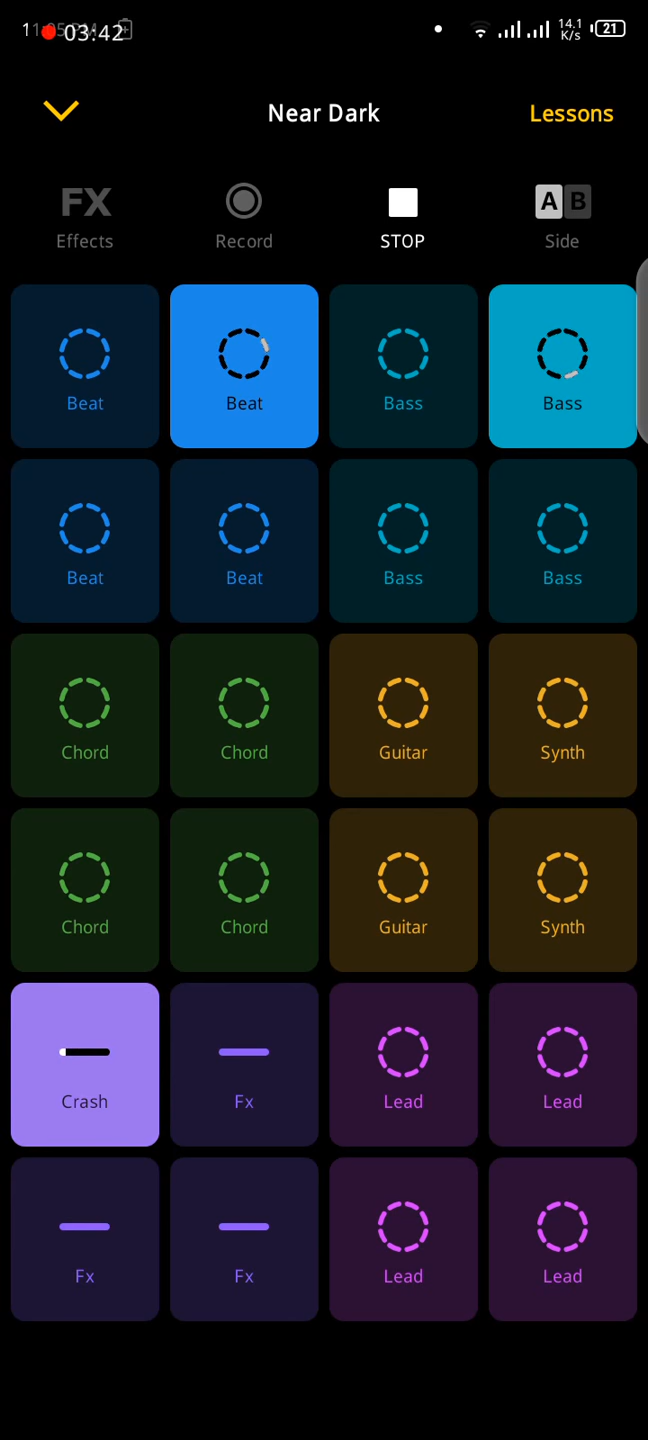 03:42
14.1
K/s
21
Near Dark
Lessons
FX
Effects
Record
STOP
A B
Side
Beat
Beat
Bass
Bass
Beat
Beat
Bass
Bass
Chord
Chord
Guitar
Synth
Chord
Chord
Guitar
Synth
Crash
Fx
Lead
Lead
Fx
Fx
Lead
Lead